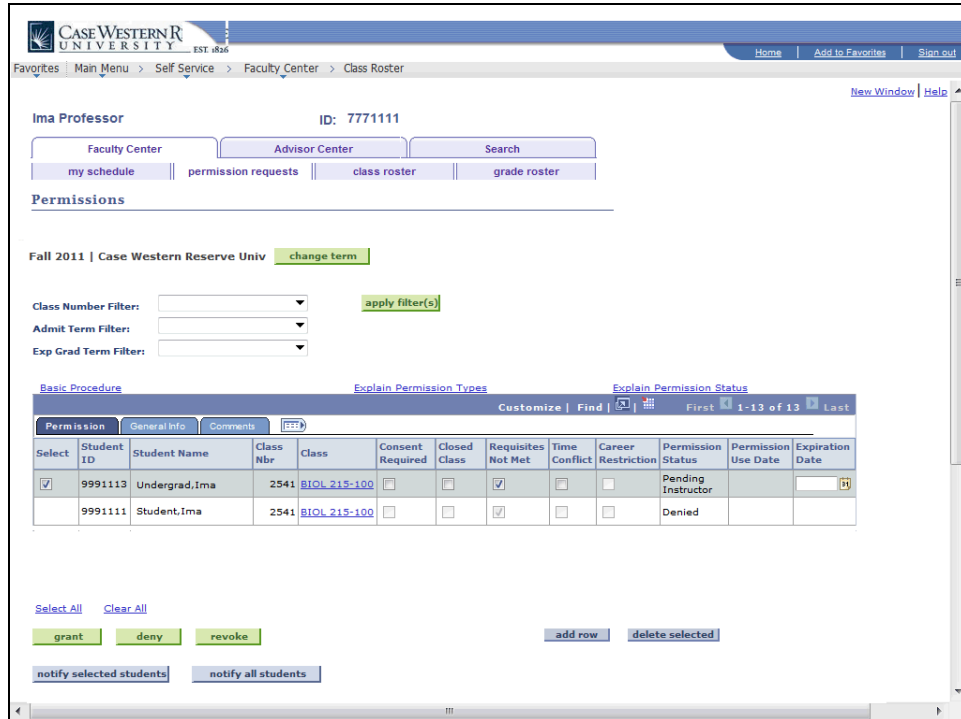 CASE WESTERN R
UNIVERSITY EST. 1826
Home | Add to Favorites | Sign out
Favorites Main Menu > Self Service > Faculty Center > Class Roster
New Window | Help
Ima Professor ID: 7771111
Faculty Center Advisor Center Search
my schedule permission requests class roster grade roster
Permissions
Fall 2011 | Case Western Reserve Univ change term
Class Number Filter: apply filter(s)
Admit Term Filter:
Exp Grad Term Filter:
Basic Procedure Explain Permission Types Explain Permission Status
Customize | Find | First 1-13 of 13 Last
Permission General Info Comments
Select Student ID Student Name Class Nbr Class Consent Required Closed Class Requisites Not Met Time Conflict Career Restriction Permission Status Permission Use Date Expiration Date
9991113 Undergrad,Ima 2541 BIOL 215-100 Pending Instructor 31
9991111 Student,Ima 2541 BIOL 215-100 Denied
Select All Clear All
grant deny revoke add row delete selected
notify selected students notify all students